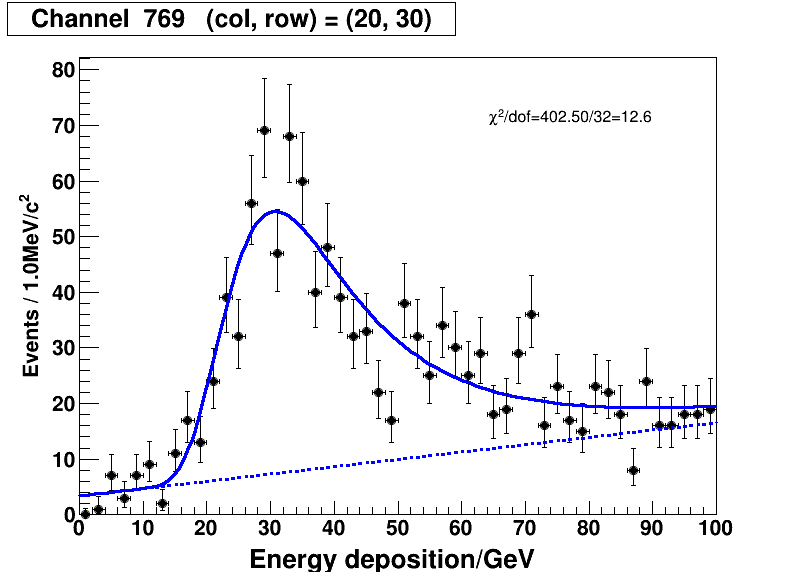 Channel  769   (col, row) = (20, 30)
χ²/dof=402.50/32=12.6
Events / 1.0MeV/c²
80
70
60
50
40
30
20
10
0
0 10 20 30 40 50 60 70 80 90 100
Energy deposition/GeV